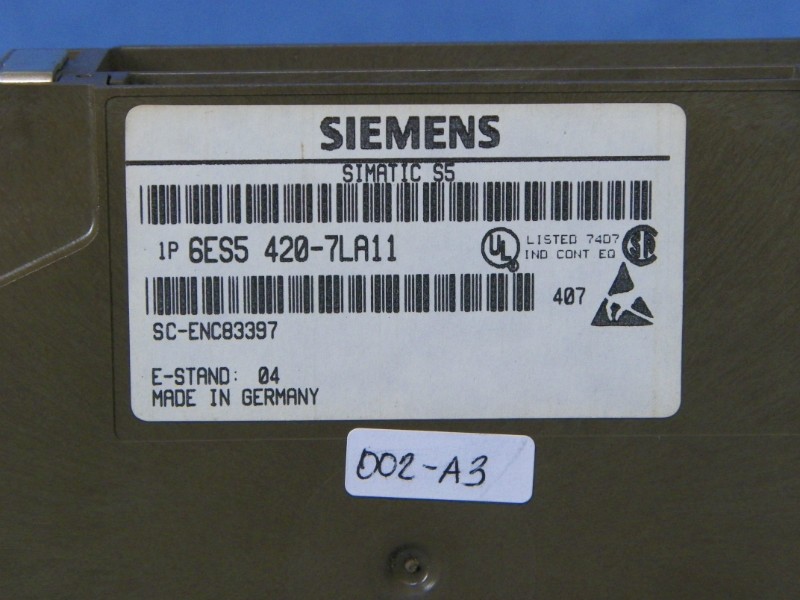 SIEMENS
SIMATIC S5
1P 6ES5 420-7LA11
UL
LISTED 74D7
IND CONT EQ
407
SC-ENC83397
E-STAND: 04
MADE IN GERMANY
002-A3